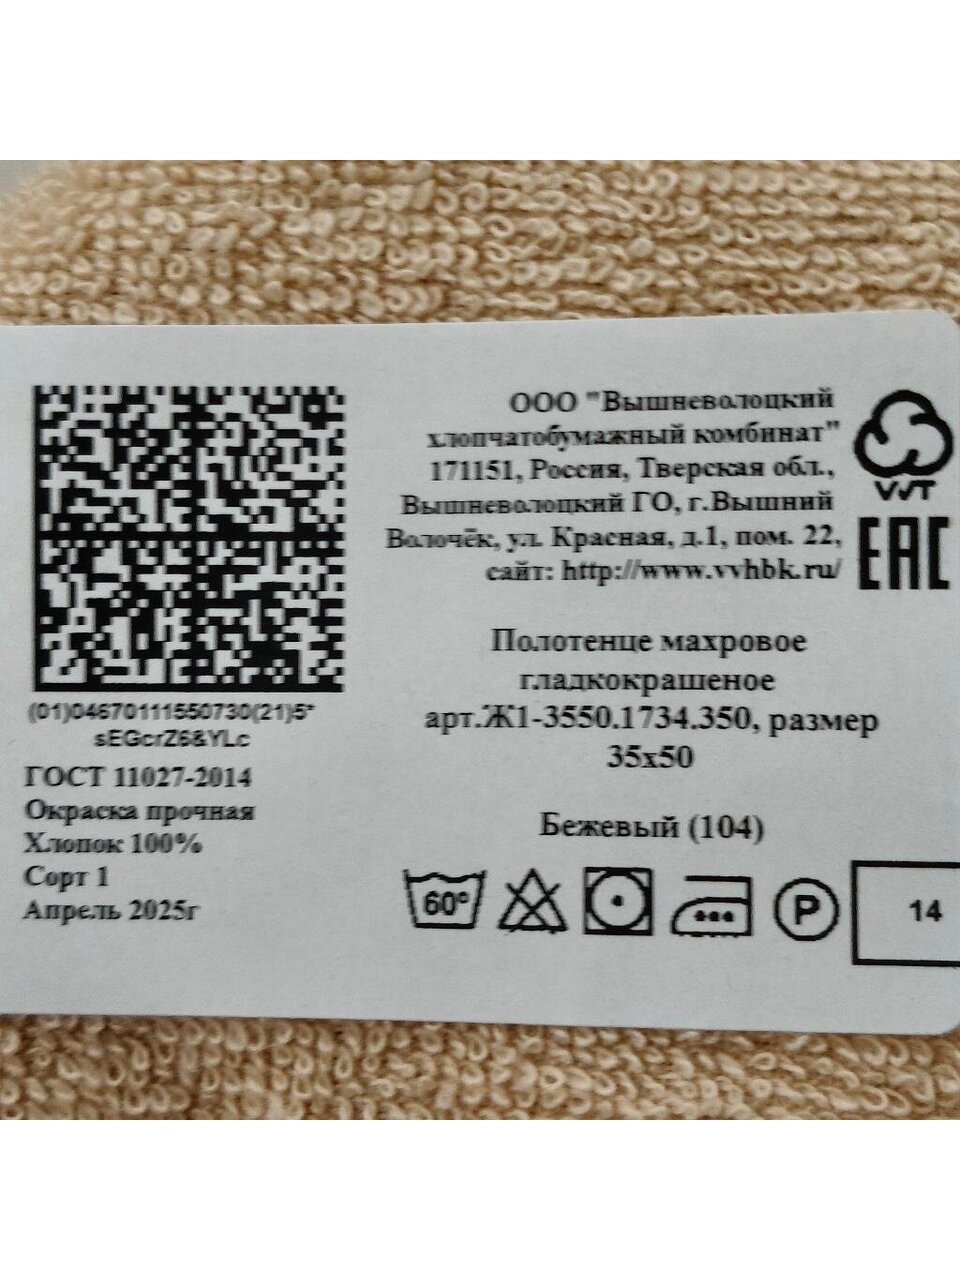 ООО "Вышневолоцкий
хлопчатобумажный комбинат"
171151, Россия, Тверская обл.,
Вышневолоцкий ГО, г.Вышний
Волочёк, ул. Красная, д.1, пом. 22,
сайт: http://www.vvhbk.ru/
VVT
EAC
Полотенце махровое
гладкокрашеное
арт.Ж1-3550.1734.350, размер
35х50
Бежевый (104)
(01)04670111550730(21)5*
sEGcrZ6&YLc
ГОСТ 11027-2014
Окраска прочная
Хлопок 100%
Сорт 1
Апрель 2025г
60° P 14